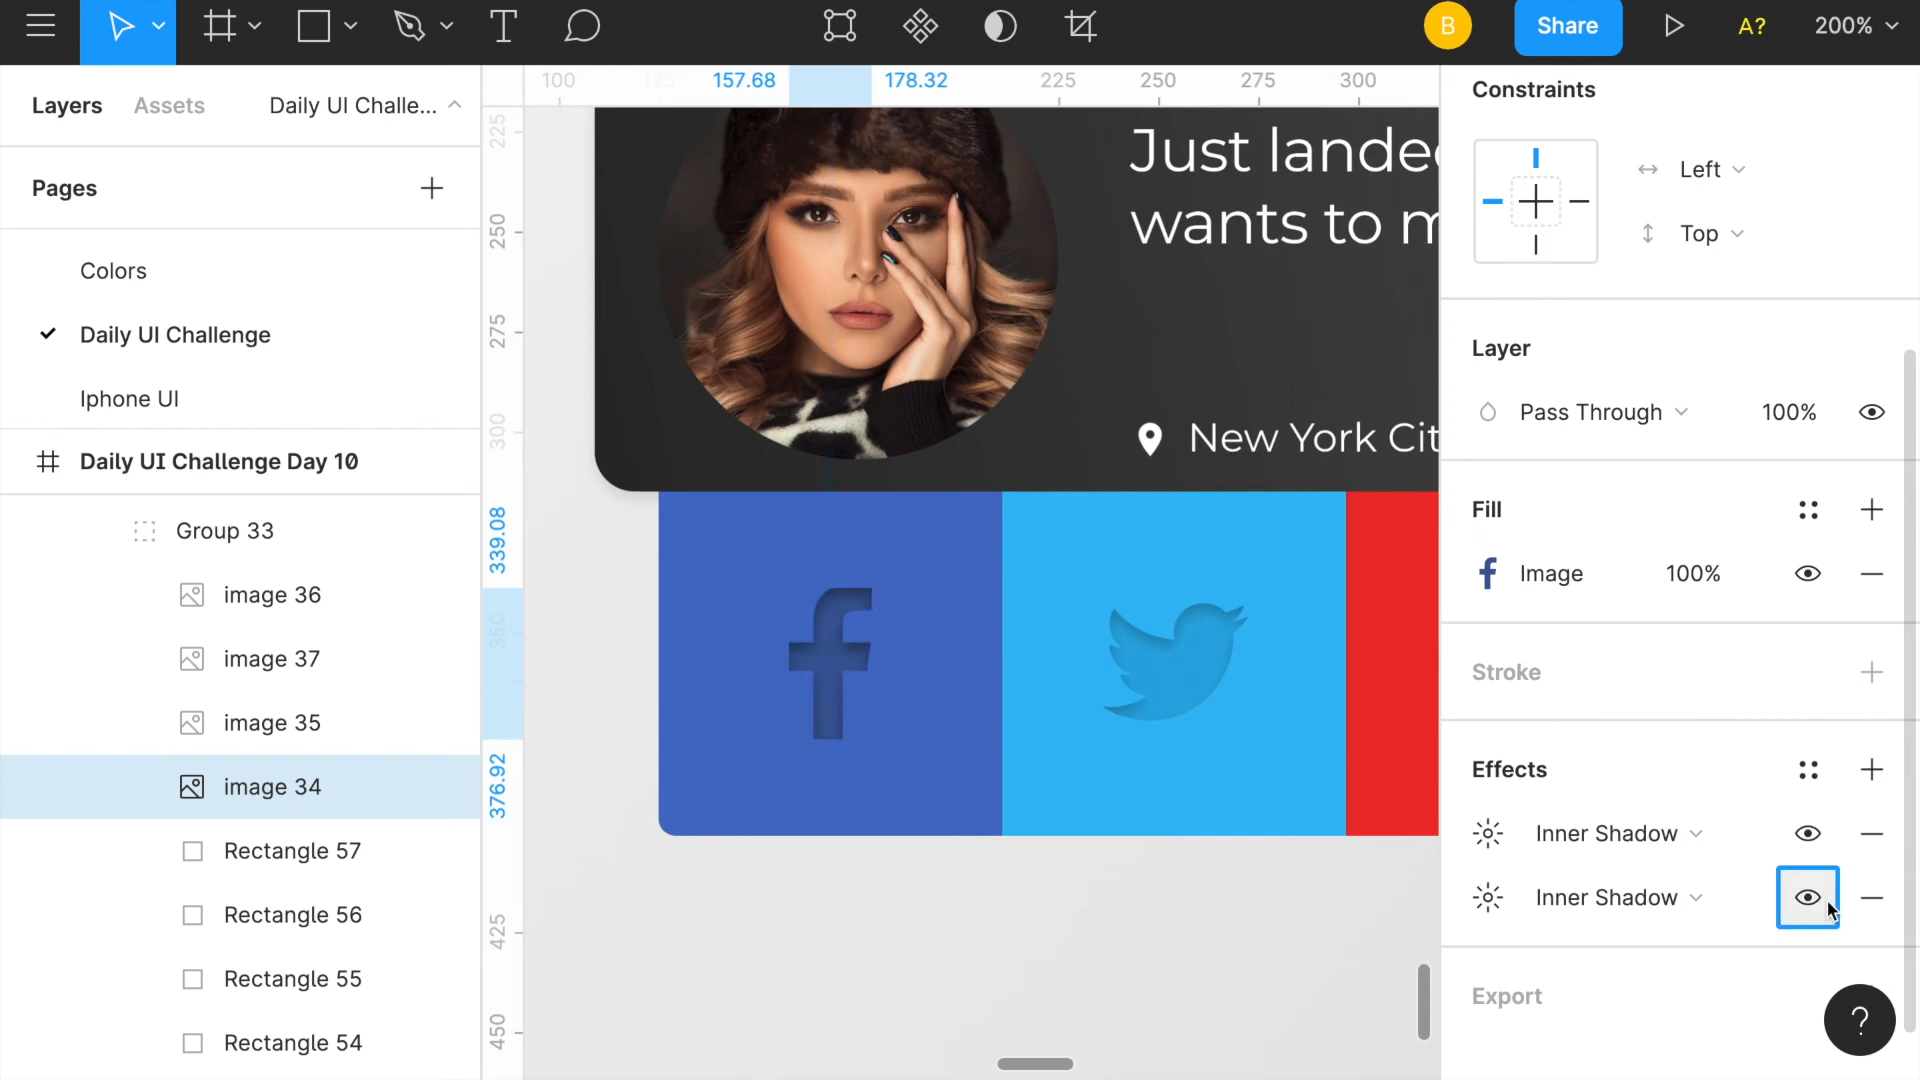 B
Share
A?
200%
100
125
157.68
178.32
225
250
275
300
Layers
Assets
Daily UI Challe...
Pages
Colors
Daily UI Challenge
Iphone UI
Daily UI Challenge Day 10
Group 33
image 36
image 37
image 35
image 34
Rectangle 57
Rectangle 56
Rectangle 55
Rectangle 54
225
250
275
300
339.08
350
376.92
425
450
Just lande
wants to m
New York Cit
Constraints
Left
Top
Layer
Pass Through
100%
Fill
Image
100%
Stroke
Effects
Inner Shadow
Inner Shadow
Export
?